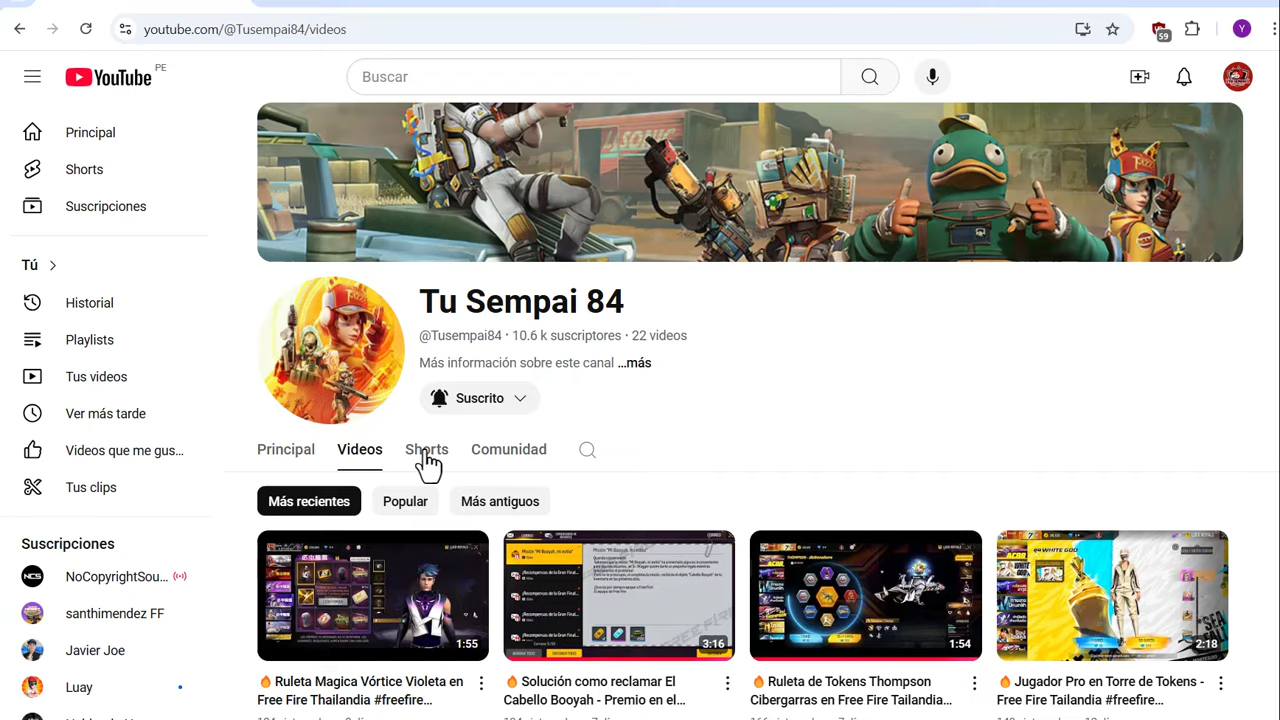 youtube.com/@Tusempai84/videos
59
Y
YouTube PE
Buscar
Principal
Shorts
Suscripciones
Tú
Historial
Playlists
Tus videos
Ver más tarde
Videos que me gus...
Tus clips
Suscripciones
NoCopyrightSou...
santhimendez FF
Javier Joe
Luay
SONIC
Tu Sempai 84
@Tusempai84 · 10.6 k suscriptores · 22 videos
Más información sobre este canal ...más
Suscrito
Principal
Videos
Shorts
Comunidad
Más recientes
Popular
Más antiguos
1:55
3:16
1:54
2:18
🔥Ruleta Magica Vórtice Violeta en
Free Fire Thailandia #freefire...
🔥Solución como reclamar El
Cabello Booyah - Premio en el...
🔥Ruleta de Tokens Thompson
Cibergarras en Free Fire Tailandia...
🔥Jugador Pro en Torre de Tokens -
Free Fire Tailandia #freefire...